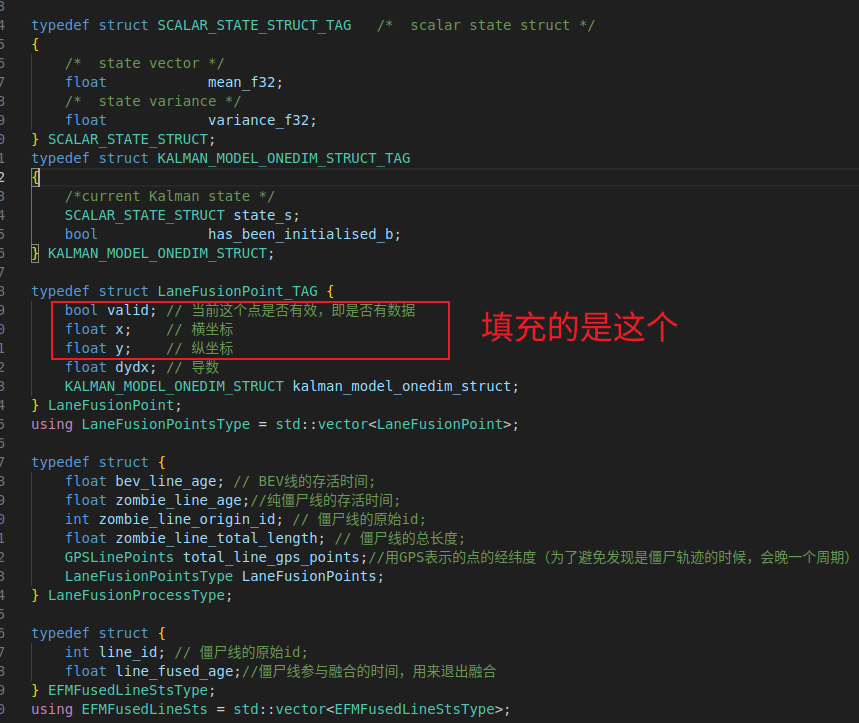 typedef struct SCALAR_STATE_STRUCT_TAG   /*  scalar state struct */
{
    /*  state vector */
    float            mean_f32;
    /*  state variance */
    float            variance_f32;
} SCALAR_STATE_STRUCT;
typedef struct KALMAN_MODEL_ONEDIM_STRUCT_TAG
{
    /*current Kalman state */
    SCALAR_STATE_STRUCT state_s;
    bool             has_been_initialised_b;
} KALMAN_MODEL_ONEDIM_STRUCT;
typedef struct LaneFusionPoint_TAG {
    bool valid; // 当前这个点是否有效，即是否有数据
    float x;    // 横坐标
    float y;    // 纵坐标
填充的是这个
    float dydx; // 导数
    KALMAN_MODEL_ONEDIM_STRUCT kalman_model_onedim_struct;
} LaneFusionPoint;
using LaneFusionPointsType = std::vector<LaneFusionPoint>;
typedef struct {
    float bev_line_age; // BEV线的存活时间;
    float zombie_line_age;//纯僵尸线的存活时间;
    int zombie_line_origin_id; // 僵尸线的原始id;
    float zombie_line_total_length; // 僵尸线的总长度;
    GPSLinePoints total_line_gps_points;//用GPS表示的点的经纬度（为了避免发现是僵尸轨迹的时候，会晚一个周期）
    LaneFusionPointsType LaneFusionPoints;
} LaneFusionProcessType;
typedef struct {
    int line_id; // 僵尸线的原始id;
    float line_fused_age;//僵尸线参与融合的时间，用来退出融合
} EFMFusedLineStsType;
using EFMFusedLineSts = std::vector<EFMFusedLineStsType>;